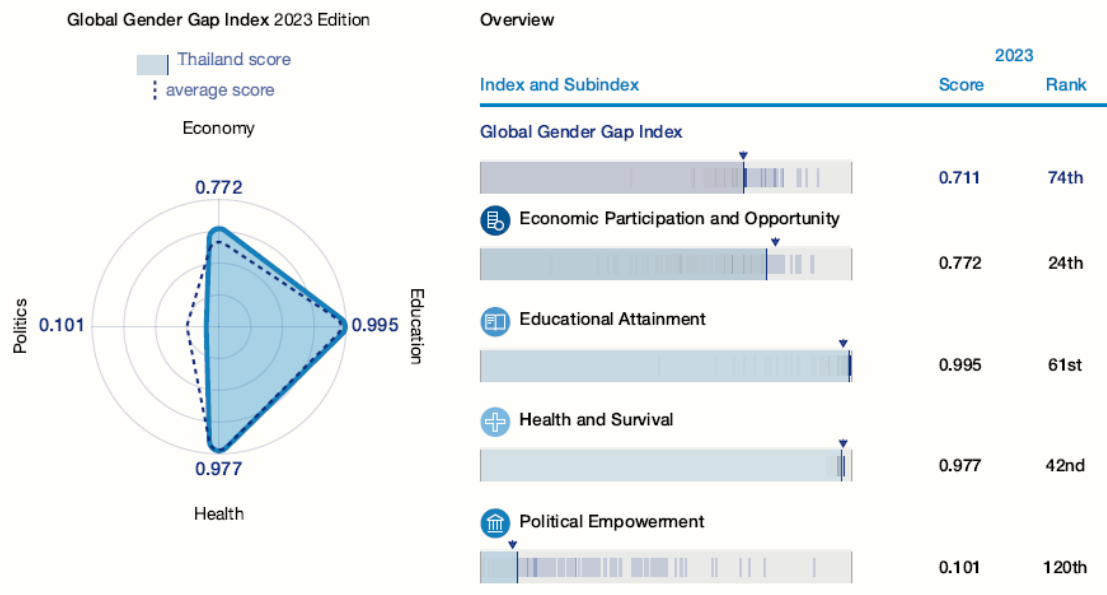 Global Gender Gap Index 2023 Edition
Thailand score
average score
Economy
0.772
Politics
0.101
0.995
Education
0.977
Health
Overview
2023
Index and Subindex Score Rank
Global Gender Gap Index
0.711 74th
Economic Participation and Opportunity
0.772 24th
Educational Attainment
0.995 61st
Health and Survival
0.977 42nd
Political Empowerment
0.101 120th